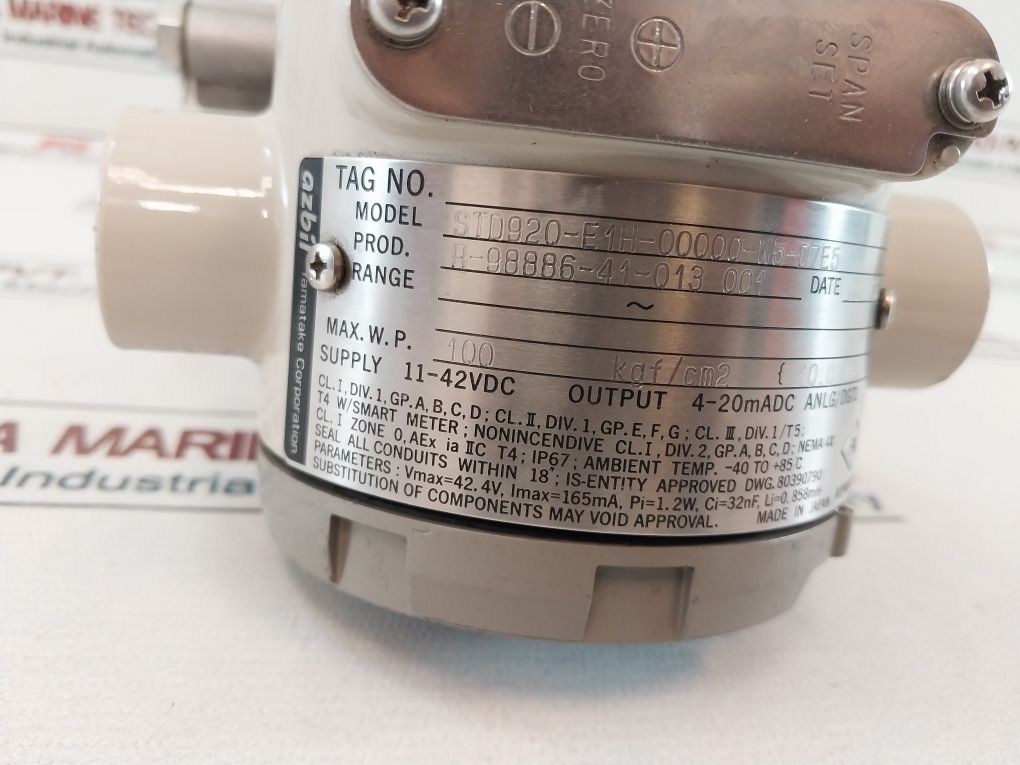 MARINE TE
Industrial Automati
ZERO
SPAN
SET
azbil Yamatake Corporation
TAG NO.
MODEL STD920-E1H-00000-W5-07E5
PROD. B-98886-41-013 001 DATE
RANGE ~
MAX. W. P. 100 kgf/cm2 {
SUPPLY 11-42VDC OUTPUT 4-20mADC ANLG/DGTL
CL. I, DIV. 1, GP. A, B, C, D; CL. II, DIV. 1, GP. E, F, G; CL. III, DIV. 1/T5;
T4 W/SMART METER; NONINCENDIVE CL. I, DIV. 2, GP. A, B, C, D; NEMA 4X
CL. I ZONE 0, AEx ia IIC T4; IP67; AMBIENT TEMP. -40 TO +85℃
SEAL ALL CONDUITS WITHIN 18"; IS-ENTITY APPROVED DWG. 80390790
PARAMETERS: Vmax=42.4V, Imax=165mA, Pi=1.2W, Ci=32nF, Li=0.858mH
SUBSTITUTION OF COMPONENTS MAY VOID APPROVAL. MADE IN JAPAN
A MARIN
Industria